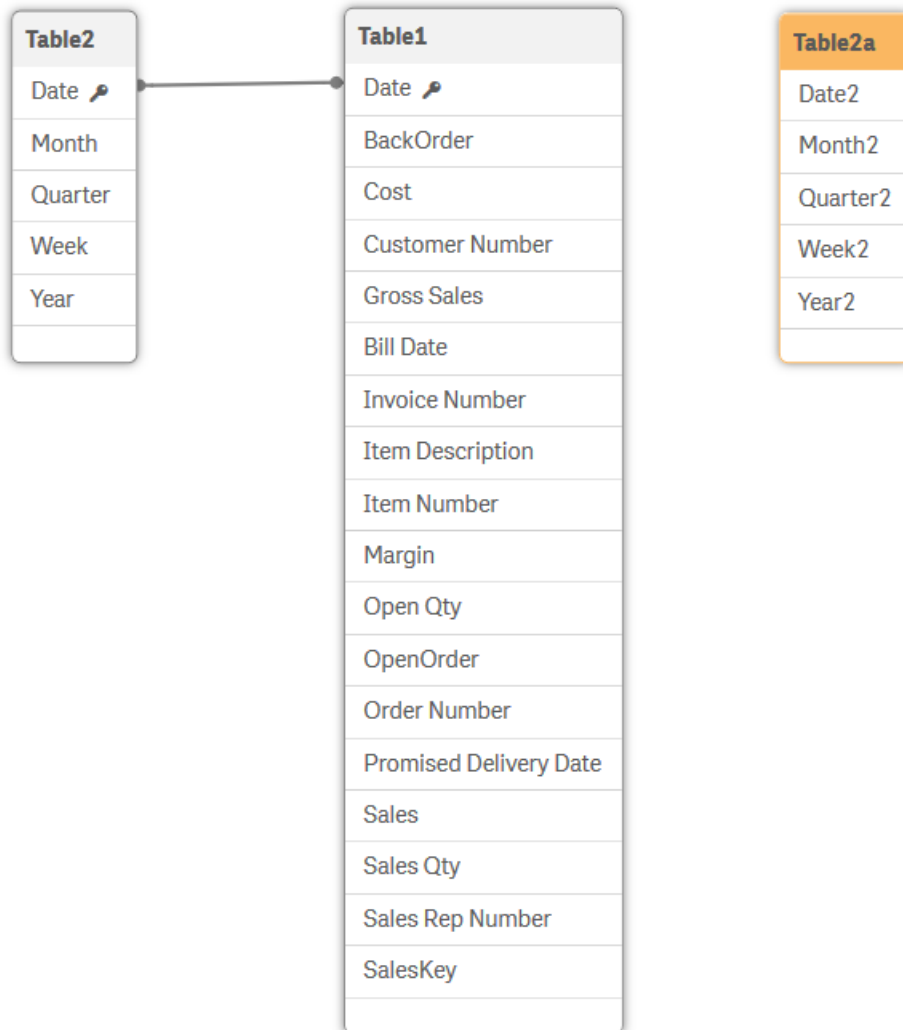 Table2
Date
Month
Quarter
Week
Year
Table1
Date
BackOrder
Cost
Customer Number
Gross Sales
Bill Date
Invoice Number
Item Description
Item Number
Margin
Open Qty
OpenOrder
Order Number
Promised Delivery Date
Sales
Sales Qty
Sales Rep Number
SalesKey
Table2a
Date2
Month2
Quarter2
Week2
Year2